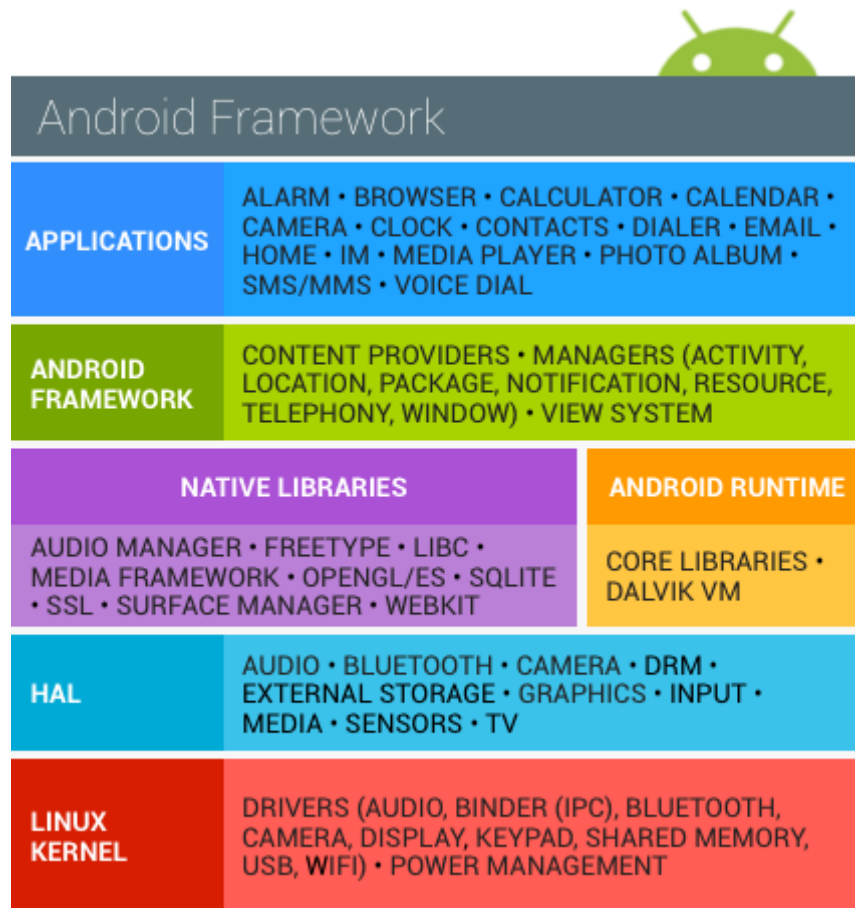 Android Framework
APPLICATIONS
ALARM • BROWSER • CALCULATOR • CALENDAR •
CAMERA • CLOCK • CONTACTS • DIALER • EMAIL •
HOME • IM • MEDIA PLAYER • PHOTO ALBUM •
SMS/MMS • VOICE DIAL
ANDROID
FRAMEWORK
CONTENT PROVIDERS • MANAGERS (ACTIVITY,
LOCATION, PACKAGE, NOTIFICATION, RESOURCE,
TELEPHONY, WINDOW) • VIEW SYSTEM
NATIVE LIBRARIES
AUDIO MANAGER • FREETYPE • LIBC •
MEDIA FRAMEWORK • OPENGL/ES • SQLITE
• SSL • SURFACE MANAGER • WEBKIT
ANDROID RUNTIME
CORE LIBRARIES •
DALVIK VM
HAL
AUDIO • BLUETOOTH • CAMERA • DRM •
EXTERNAL STORAGE • GRAPHICS • INPUT •
MEDIA • SENSORS • TV
LINUX
KERNEL
DRIVERS (AUDIO, BINDER (IPC), BLUETOOTH,
CAMERA, DISPLAY, KEYPAD, SHARED MEMORY,
USB, WIFI) • POWER MANAGEMENT